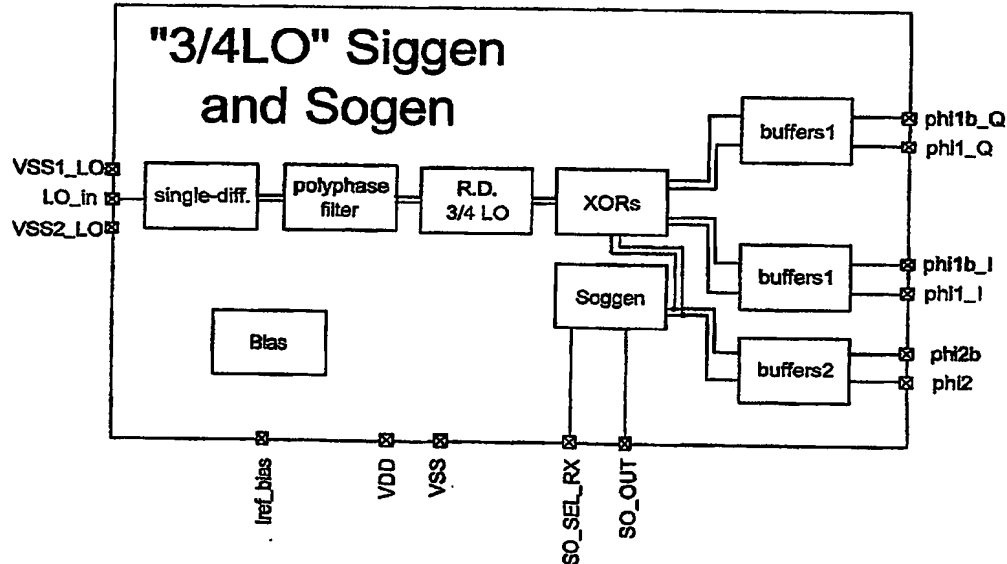 "3/4LO" Siggen
and Sogen
buffers1
phi1b_Q
phi1_Q
VSS1_LO
LO_in
VSS2_LO
single-diff.
polyphase
filter
R.D.
3/4 LO
XORs
buffers1
phi1b_I
phi1_I
Soggen
Bias
buffers2
phi2b
phi2
Iref_bias
VDD
VSS
SO_SEL_RX
SO_OUT